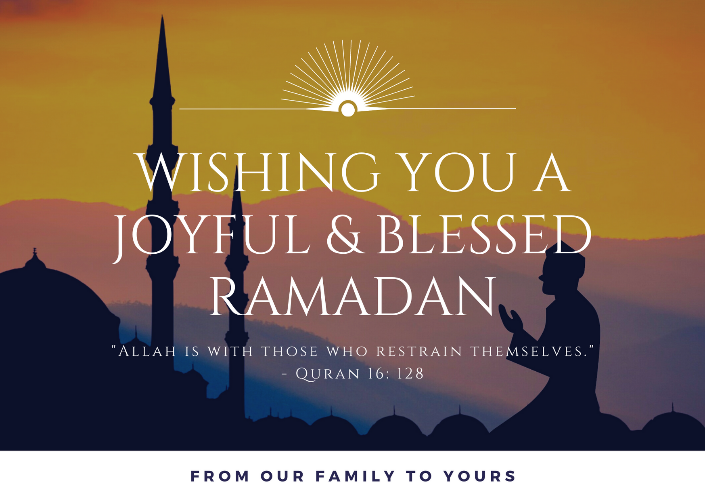 WISHING YOU A
JOYFUL & BLESSED
RAMADAN
"ALLAH IS WITH THOSE WHO RESTRAIN THEMSELVES."
- QURAN 16: 128
FROM OUR FAMILY TO YOURS